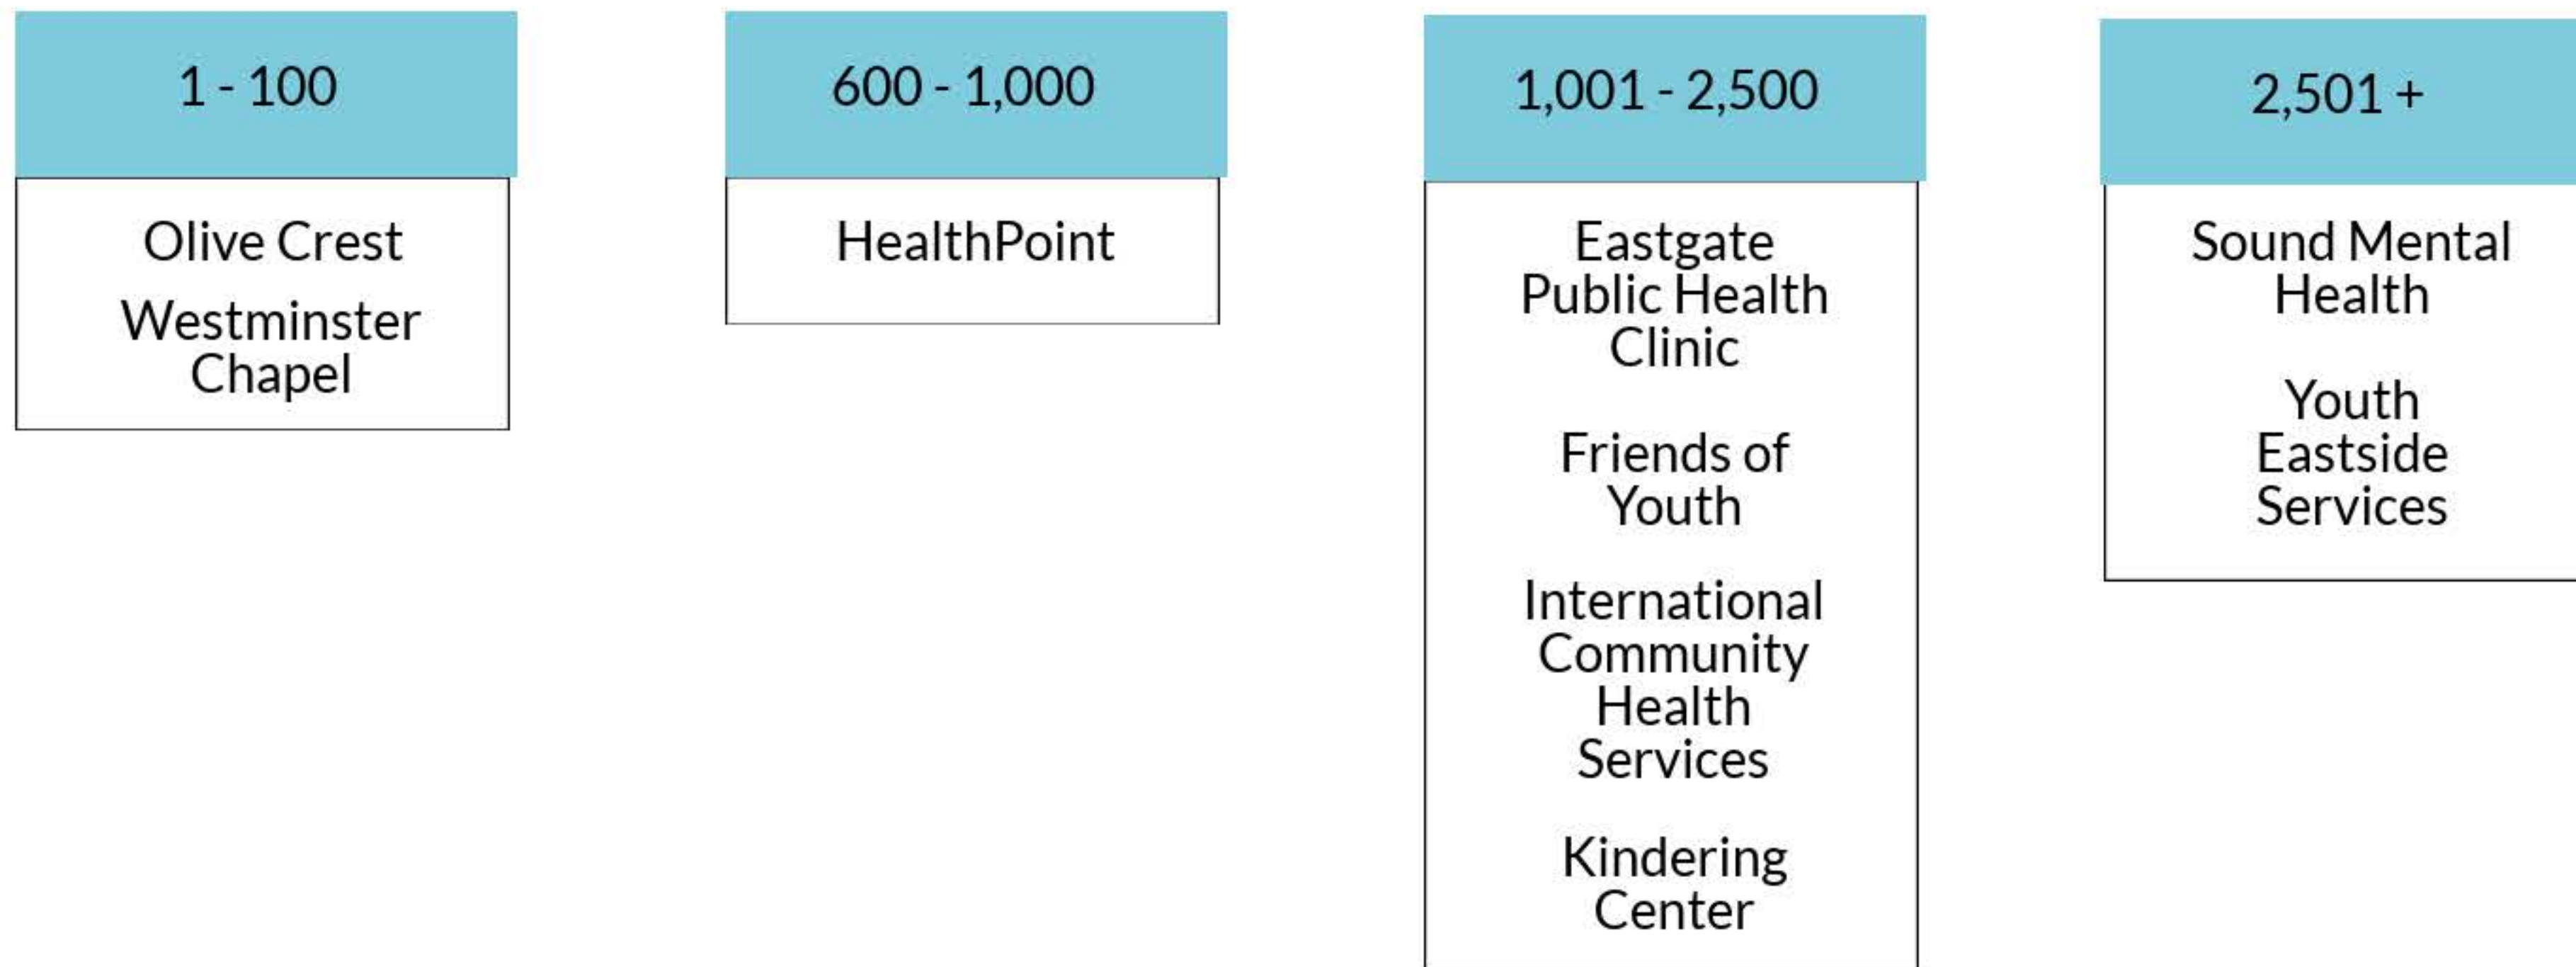 1 - 100
Olive Crest
Westminster
Chapel
600 - 1,000
HealthPoint
1,001 - 2,500
Eastgate
Public Health
Clinic
Friends of
Youth
International
Community
Health
Services
Kindering
Center
2,501 +
Sound Mental
Health
Youth
Eastside
Services